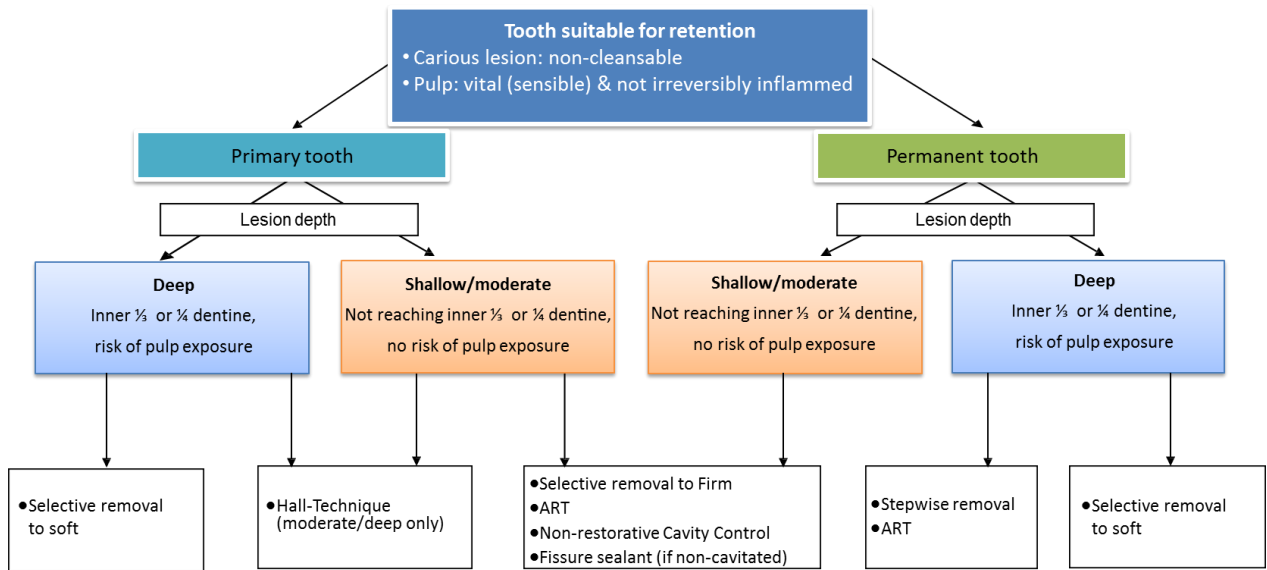 Tooth suitable for retention
• Carious lesion: non-cleansable
• Pulp: vital (sensible) & not irreversibly inflammed
Primary tooth
Permanent tooth
Lesion depth
Lesion depth
Deep
Inner ⅓ or ¼ dentine,
risk of pulp exposure
Shallow/moderate
Not reaching inner ⅓ or ¼ dentine,
no risk of pulp exposure
Shallow/moderate
Not reaching inner ⅓ or ¼ dentine,
no risk of pulp exposure
Deep
Inner ⅓ or ¼ dentine,
risk of pulp exposure
●Selective removal
to soft
●Hall-Technique
(moderate/deep only)
●Selective removal to Firm
●ART
●Non-restorative Cavity Control
●Fissure sealant (if non-cavitated)
●Stepwise removal
●ART
●Selective removal
to soft